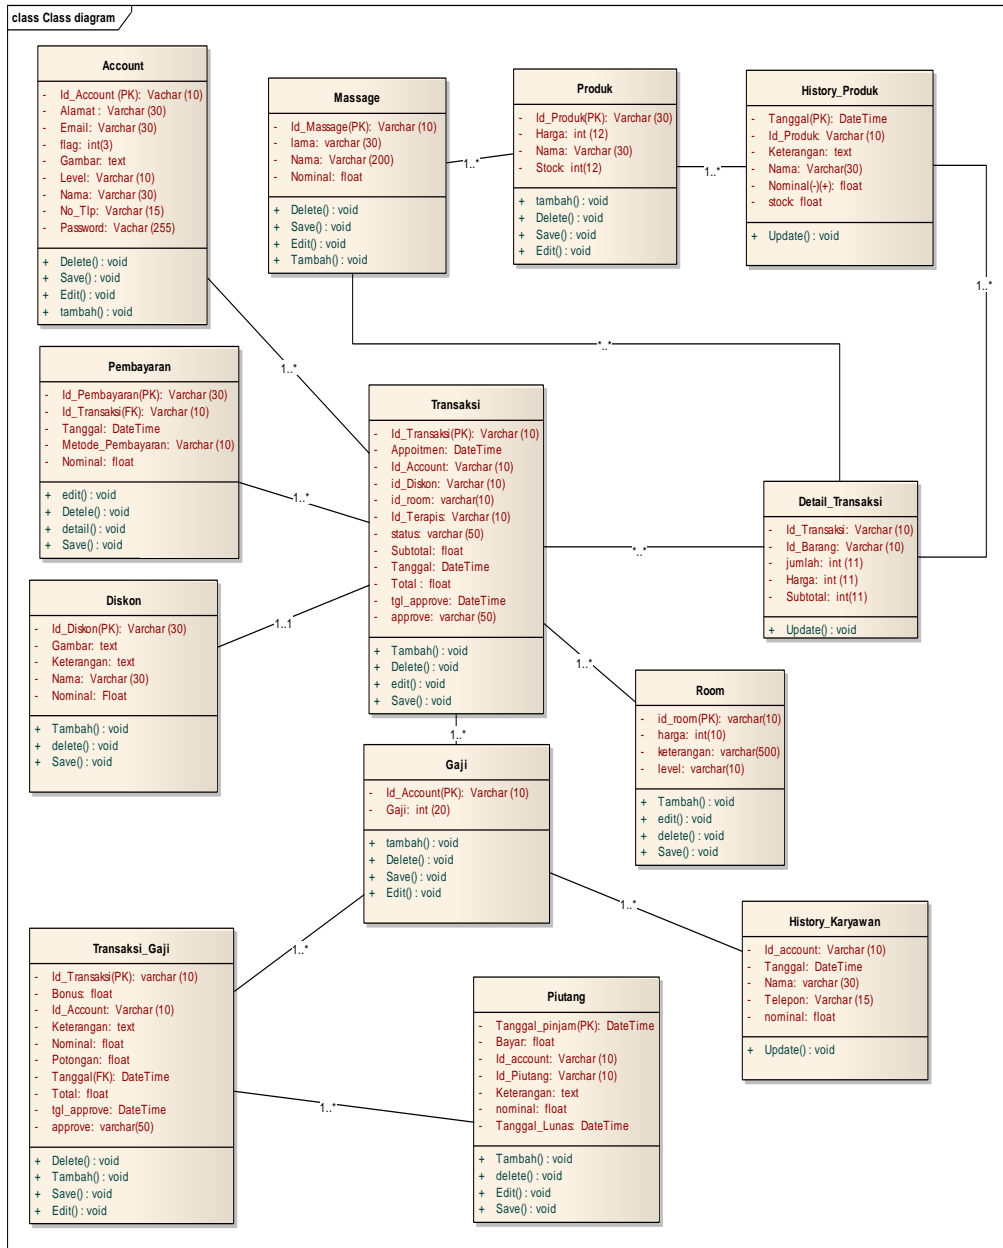 class Class diagram
Account
- Id_Account (PK): Vachar (10)
- Alamat : Varchar (30)
- Email: Varchar (30)
- flag: int(3)
- Gambar: text
- Level: Varchar (10)
- Nama: Varchar (30)
- No_Tlp: Varchar (15)
- Password: Vachar (255)
+ Delete() : void
+ Save() : void
+ Edit() : void
+ tambah() : void
Massage
- Id_Massage(PK): Varchar (10)
- lama: varchar (30)
- Nama: Varchar (200)
- Nominal: float
+ Delete() : void
+ Save() : void
+ Edit() : void
+ Tambah() : void
Produk
- Id_Produk(PK): Varchar (30)
- Harga: int (12)
- Nama: Varchar (30)
- Stock: int(12)
+ tambah() : void
+ Delete() : void
+ Save() : void
+ Edit() : void
History_Produk
- Tanggal(PK): DateTime
- Id_Produk: Varchar (10)
- Keterangan: text
- Nama: Varchar(30)
- Nominal(-)(+): float
- stock: float
+ Update() : void
1..*
1..*
1..*
1..*
*..*
Pembayaran
- Id_Pembayaran(PK): Varchar (30)
- Id_Transaksi(FK): Varchar (10)
- Tanggal: DateTime
- Metode_Pembayaran: Varchar (10)
- Nominal: float
+ edit() : void
+ Detele() : void
+ detail() : void
+ Save() : void
1..*
Transaksi
- Id_Transaksi(PK): Varchar (10)
- Appoitmen: DateTime
- Id_Account: Varchar (10)
- id_Diskon: Varchar (10)
- id_room: varchar(10)
- Id_Terapis: Varchar (10)
- status: varchar (50)
- Subtotal: float
- Tanggal: DateTime
- Total : float
- tgl_approve: DateTime
- approve: varchar (50)
+ Tambah() : void
+ Delete() : void
+ edit() : void
+ Save() : void
*..*
Detail_Transaksi
- Id_Transaksi: Varchar (10)
- Id_Barang: Varchar (10)
- jumlah: int (11)
- Harga: int (11)
- Subtotal: int(11)
+ Update() : void
Diskon
- Id_Diskon(PK): Varchar (30)
- Gambar: text
- Keterangan: text
- Nama: Varchar (30)
- Nominal: Float
+ Tambah() : void
+ delete() : void
+ Save() : void
1..1
1..*
Room
- id_room(PK): varchar(10)
- harga: int(10)
- keterangan: varchar(500)
- level: varchar(10)
+ Tambah() : void
+ edit() : void
+ delete() : void
+ Save() : void
1..*
Gaji
- Id_Account(PK): Varchar (10)
- Gaji: int (20)
+ tambah() : void
+ Delete() : void
+ Save() : void
+ Edit() : void
1..*
1..*
History_Karyawan
- Id_account: Varchar (10)
- Tanggal: DateTime
- Nama: varchar (30)
- Telepon: Varchar (15)
- nominal: float
+ Update() : void
Transaksi_Gaji
- Id_Transaksi(PK): varchar (10)
- Bonus: float
- Id_Account: Varchar (10)
- Keterangan: text
- Nominal: float
- Potongan: float
- Tanggal(FK): DateTime
- Total: float
- tgl_approve: DateTime
- approve: varchar(50)
+ Delete() : void
+ Tambah() : void
+ Save() : void
+ Edit() : void
1..*
Piutang
- Tanggal_pinjam(PK): DateTime
- Bayar: float
- Id_account: Varchar (10)
- Id_Piutang: Varchar (10)
- Keterangan: text
- nominal: float
- Tanggal_Lunas: DateTime
+ Tambah() : void
+ delete() : void
+ Edit() : void
+ Save() : void